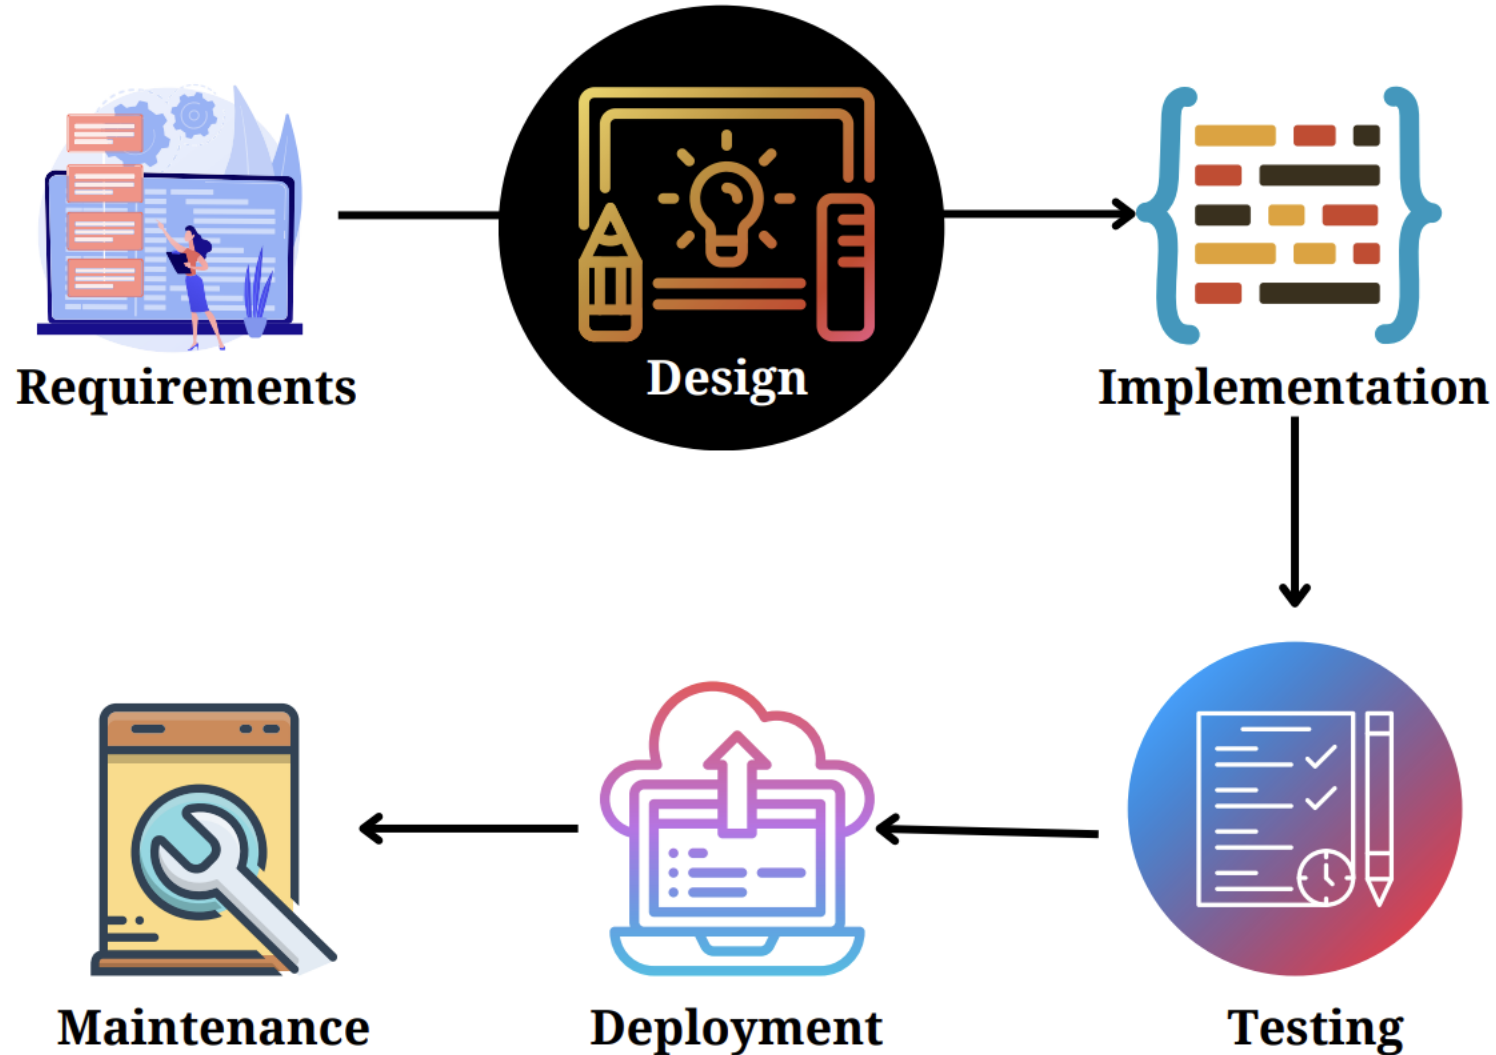 Requirements
Design
Implementation
Maintenance
Deployment
Testing